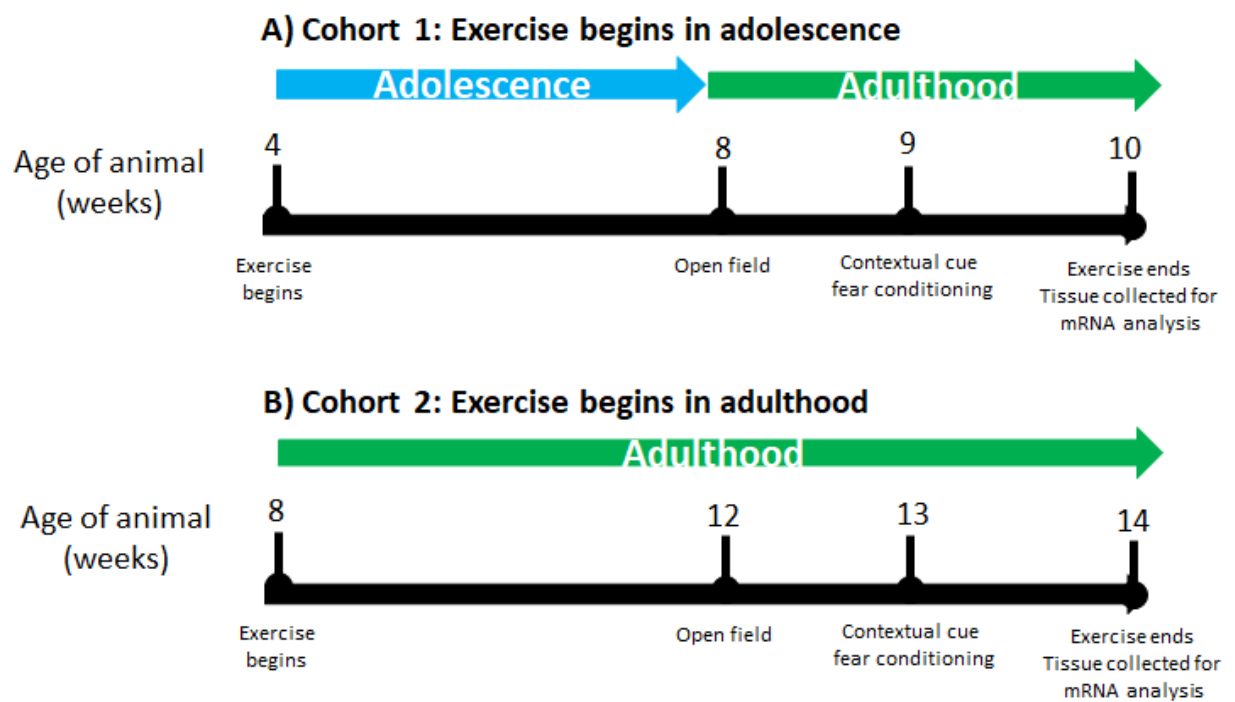 A) Cohort 1: Exercise begins in adolescence
Adolescence
Adulthood
Age of animal
(weeks)
4
8
9
10
Exercise
begins
Open field
Contextual cue
fear conditioning
Exercise ends
Tissue collected for
mRNA analysis
B) Cohort 2: Exercise begins in adulthood
Adulthood
Age of animal
(weeks)
8
12
13
14
Exercise
begins
Open field
Contextual cue
fear conditioning
Exercise ends
Tissue collected for
mRNA analysis